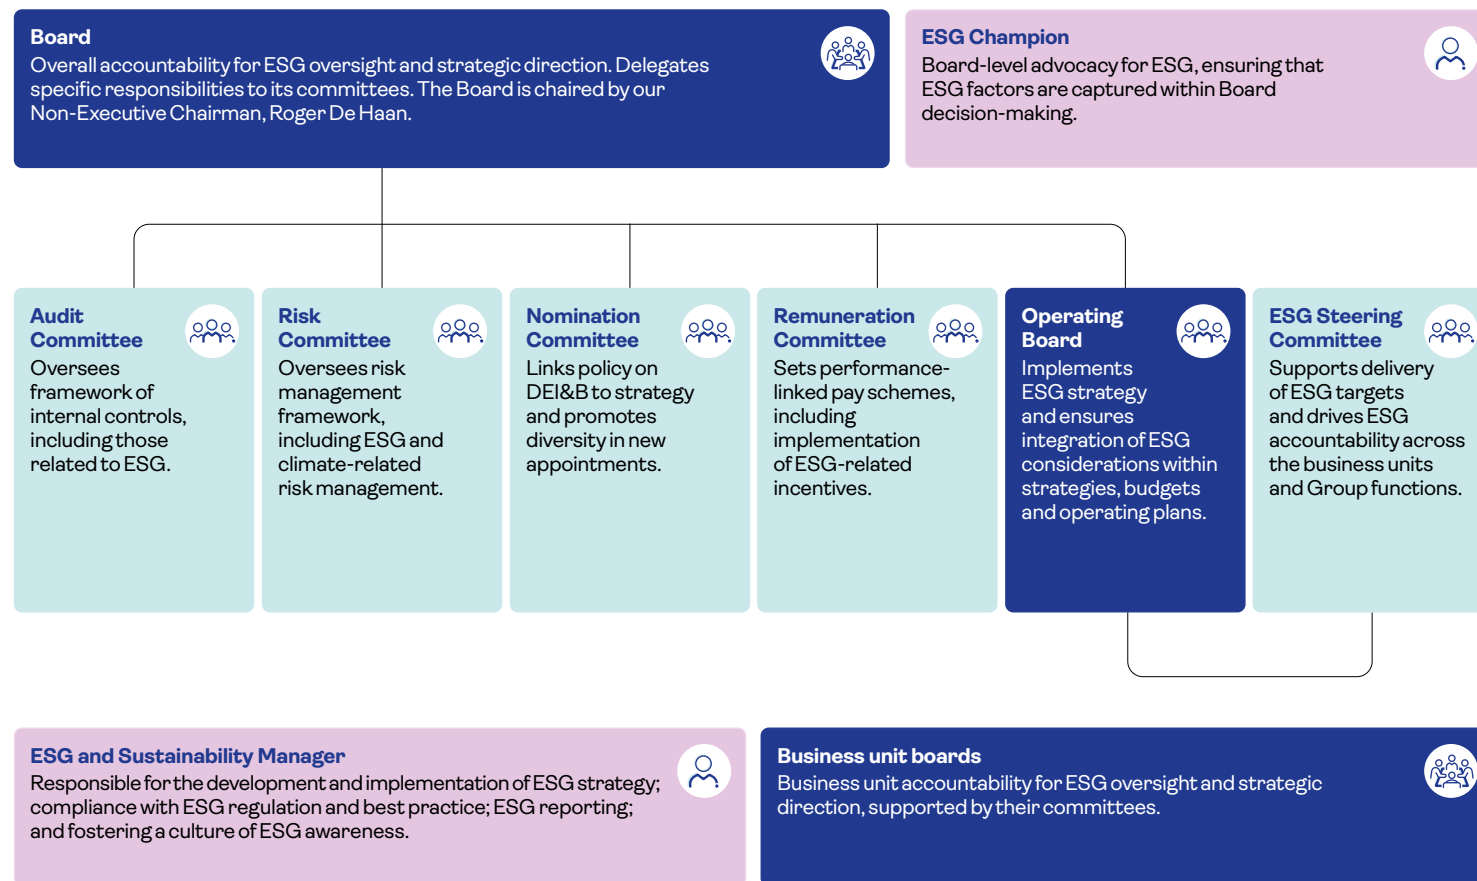 Board
Overall accountability for ESG oversight and strategic direction. Delegates
specific responsibilities to its committees. The Board is chaired by our
Non-Executive Chairman, Roger De Haan.
ESG Champion
Board-level advocacy for ESG, ensuring that
ESG factors are captured within Board
decision-making.
Audit
Committee
Oversees
framework of
internal controls,
including those
related to ESG.
Risk
Committee
Oversees risk
management
framework,
including ESG and
climate-related
risk management.
Nomination
Committee
Links policy on
DEI&B to strategy
and promotes
diversity in new
appointments.
Remuneration
Committee
Sets performance-
linked pay schemes,
including
implementation
of ESG-related
incentives.
Operating
Board
Implements
ESG strategy
and ensures
integration of ESG
considerations within
strategies, budgets
and operating plans.
ESG Steering
Committee
Supports delivery
of ESG targets
and drives ESG
accountability across
the business units
and Group functions.
ESG and Sustainability Manager
Responsible for the development and implementation of ESG strategy;
compliance with ESG regulation and best practice; ESG reporting;
and fostering a culture of ESG awareness.
Business unit boards
Business unit accountability for ESG oversight and strategic
direction, supported by their committees.